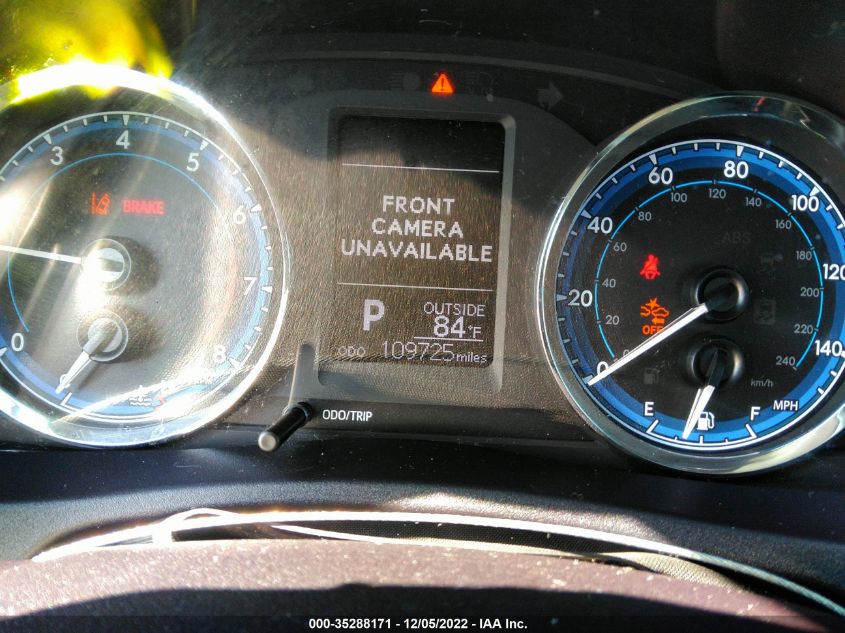 3 4 5 6 7 8 0
BRAKE
FRONT
CAMERA
UNAVAILABLE
P
OUTSIDE
84°F
ODO 109725 miles
ODO/TRIP
0 20 40 60 80 100 120 140
20 40 60 80 100 120 140 160 180 200 220 240
ABS
OFF
km/h
E F MPH
000-35288171 - 12/05/2022 - IAA Inc.